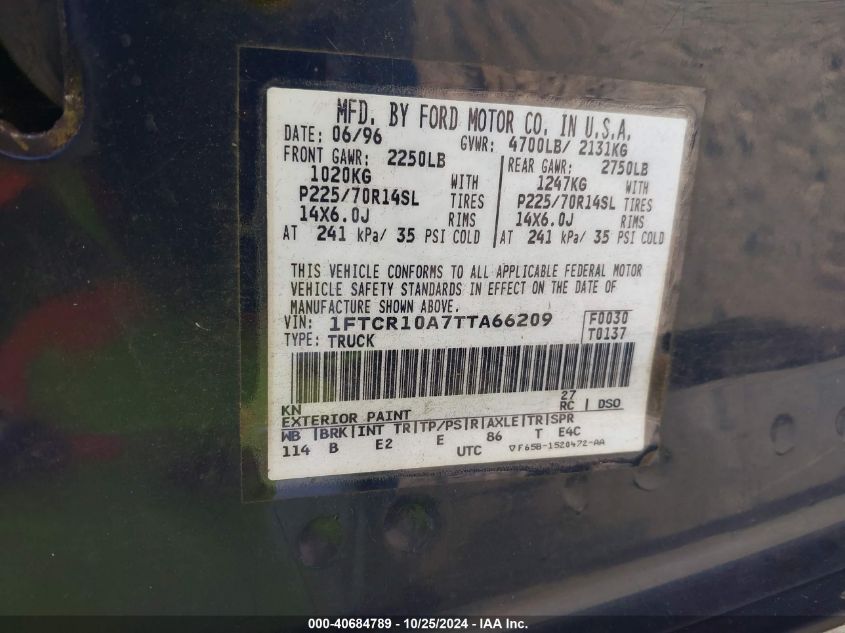 MFD. BY FORD MOTOR CO. IN U.S.A.
DATE: 06/96 GVWR: 4700LB/ 2131KG
FRONT GAWR: 2250LB REAR GAWR: 2750LB
1020KG WITH 1247KG WITH
P225/70R14SL TIRES P225/70R14SL TIRES
14X6.0J RIMS 14X6.0J RIMS
AT 241 kPa/ 35 PSI COLD AT 241 kPa/ 35 PSI COLD
THIS VEHICLE CONFORMS TO ALL APPLICABLE FEDERAL MOTOR
VEHICLE SAFETY STANDARDS IN EFFECT ON THE DATE OF
MANUFACTURE SHOWN ABOVE.
VIN: 1FTCR10A7TTA66209 F0030
TYPE: TRUCK T0137
KN 27
EXTERIOR PAINT RC DSO
WB BRK INT TR TP/PS R AXLE TR SPR
114 B E2 E 86 T E4C
UTC ▽F65B-1520472-AA
000-40684789 - 10/25/2024 - www.iaai.com